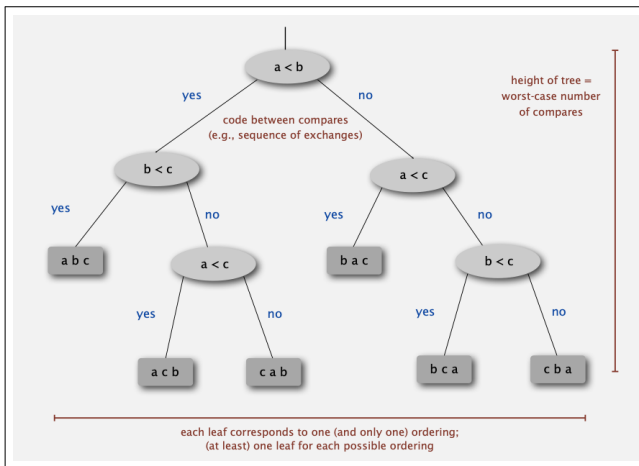 a < b
height of tree =
worst-case number
of compares
yes
no
code between compares
(e.g., sequence of exchanges)
b < c
a < c
yes
no
yes
no
a b c
a < c
b a c
b < c
yes
no
yes
no
a c b
c a b
b c a
c b a
each leaf corresponds to one (and only one) ordering;
(at least) one leaf for each possible ordering